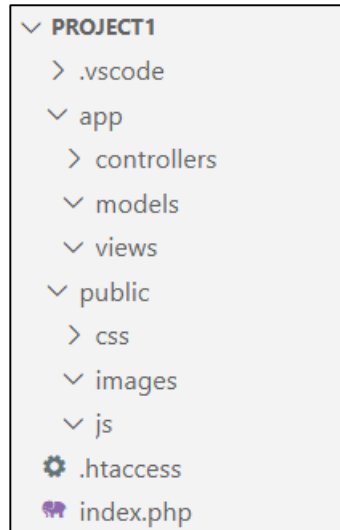 PROJECT1
.vscode
app
controllers
models
views
public
css
images
js
.htaccess
index.php